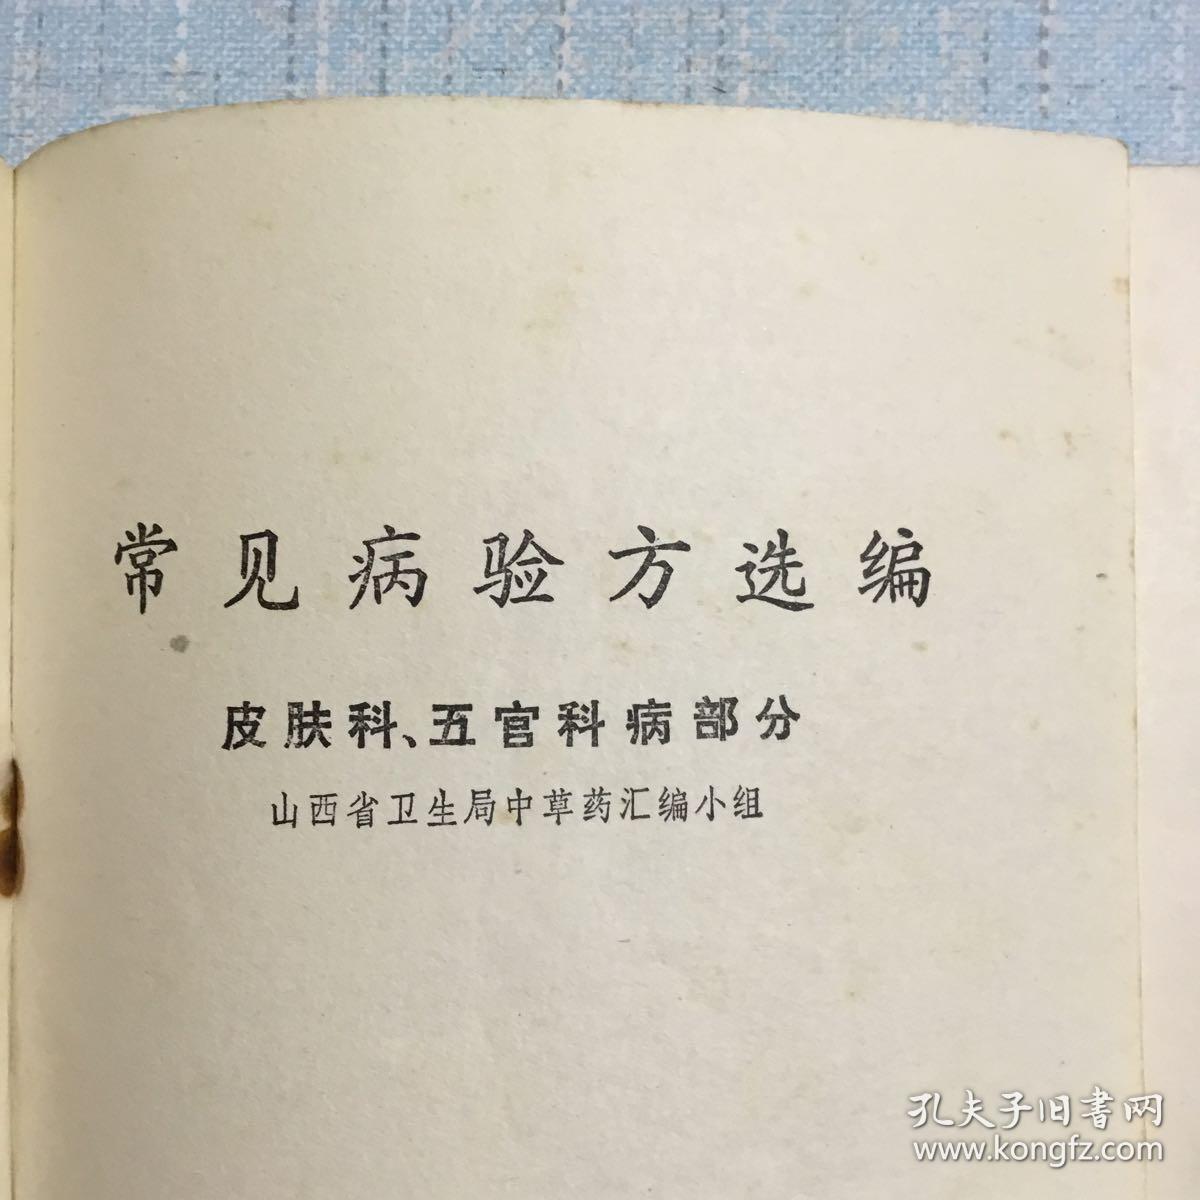 常见病验方选编
皮肤科、五官科病部分
山西省卫生局中草药汇编小组
孔夫子旧书网
www.kongfz.com